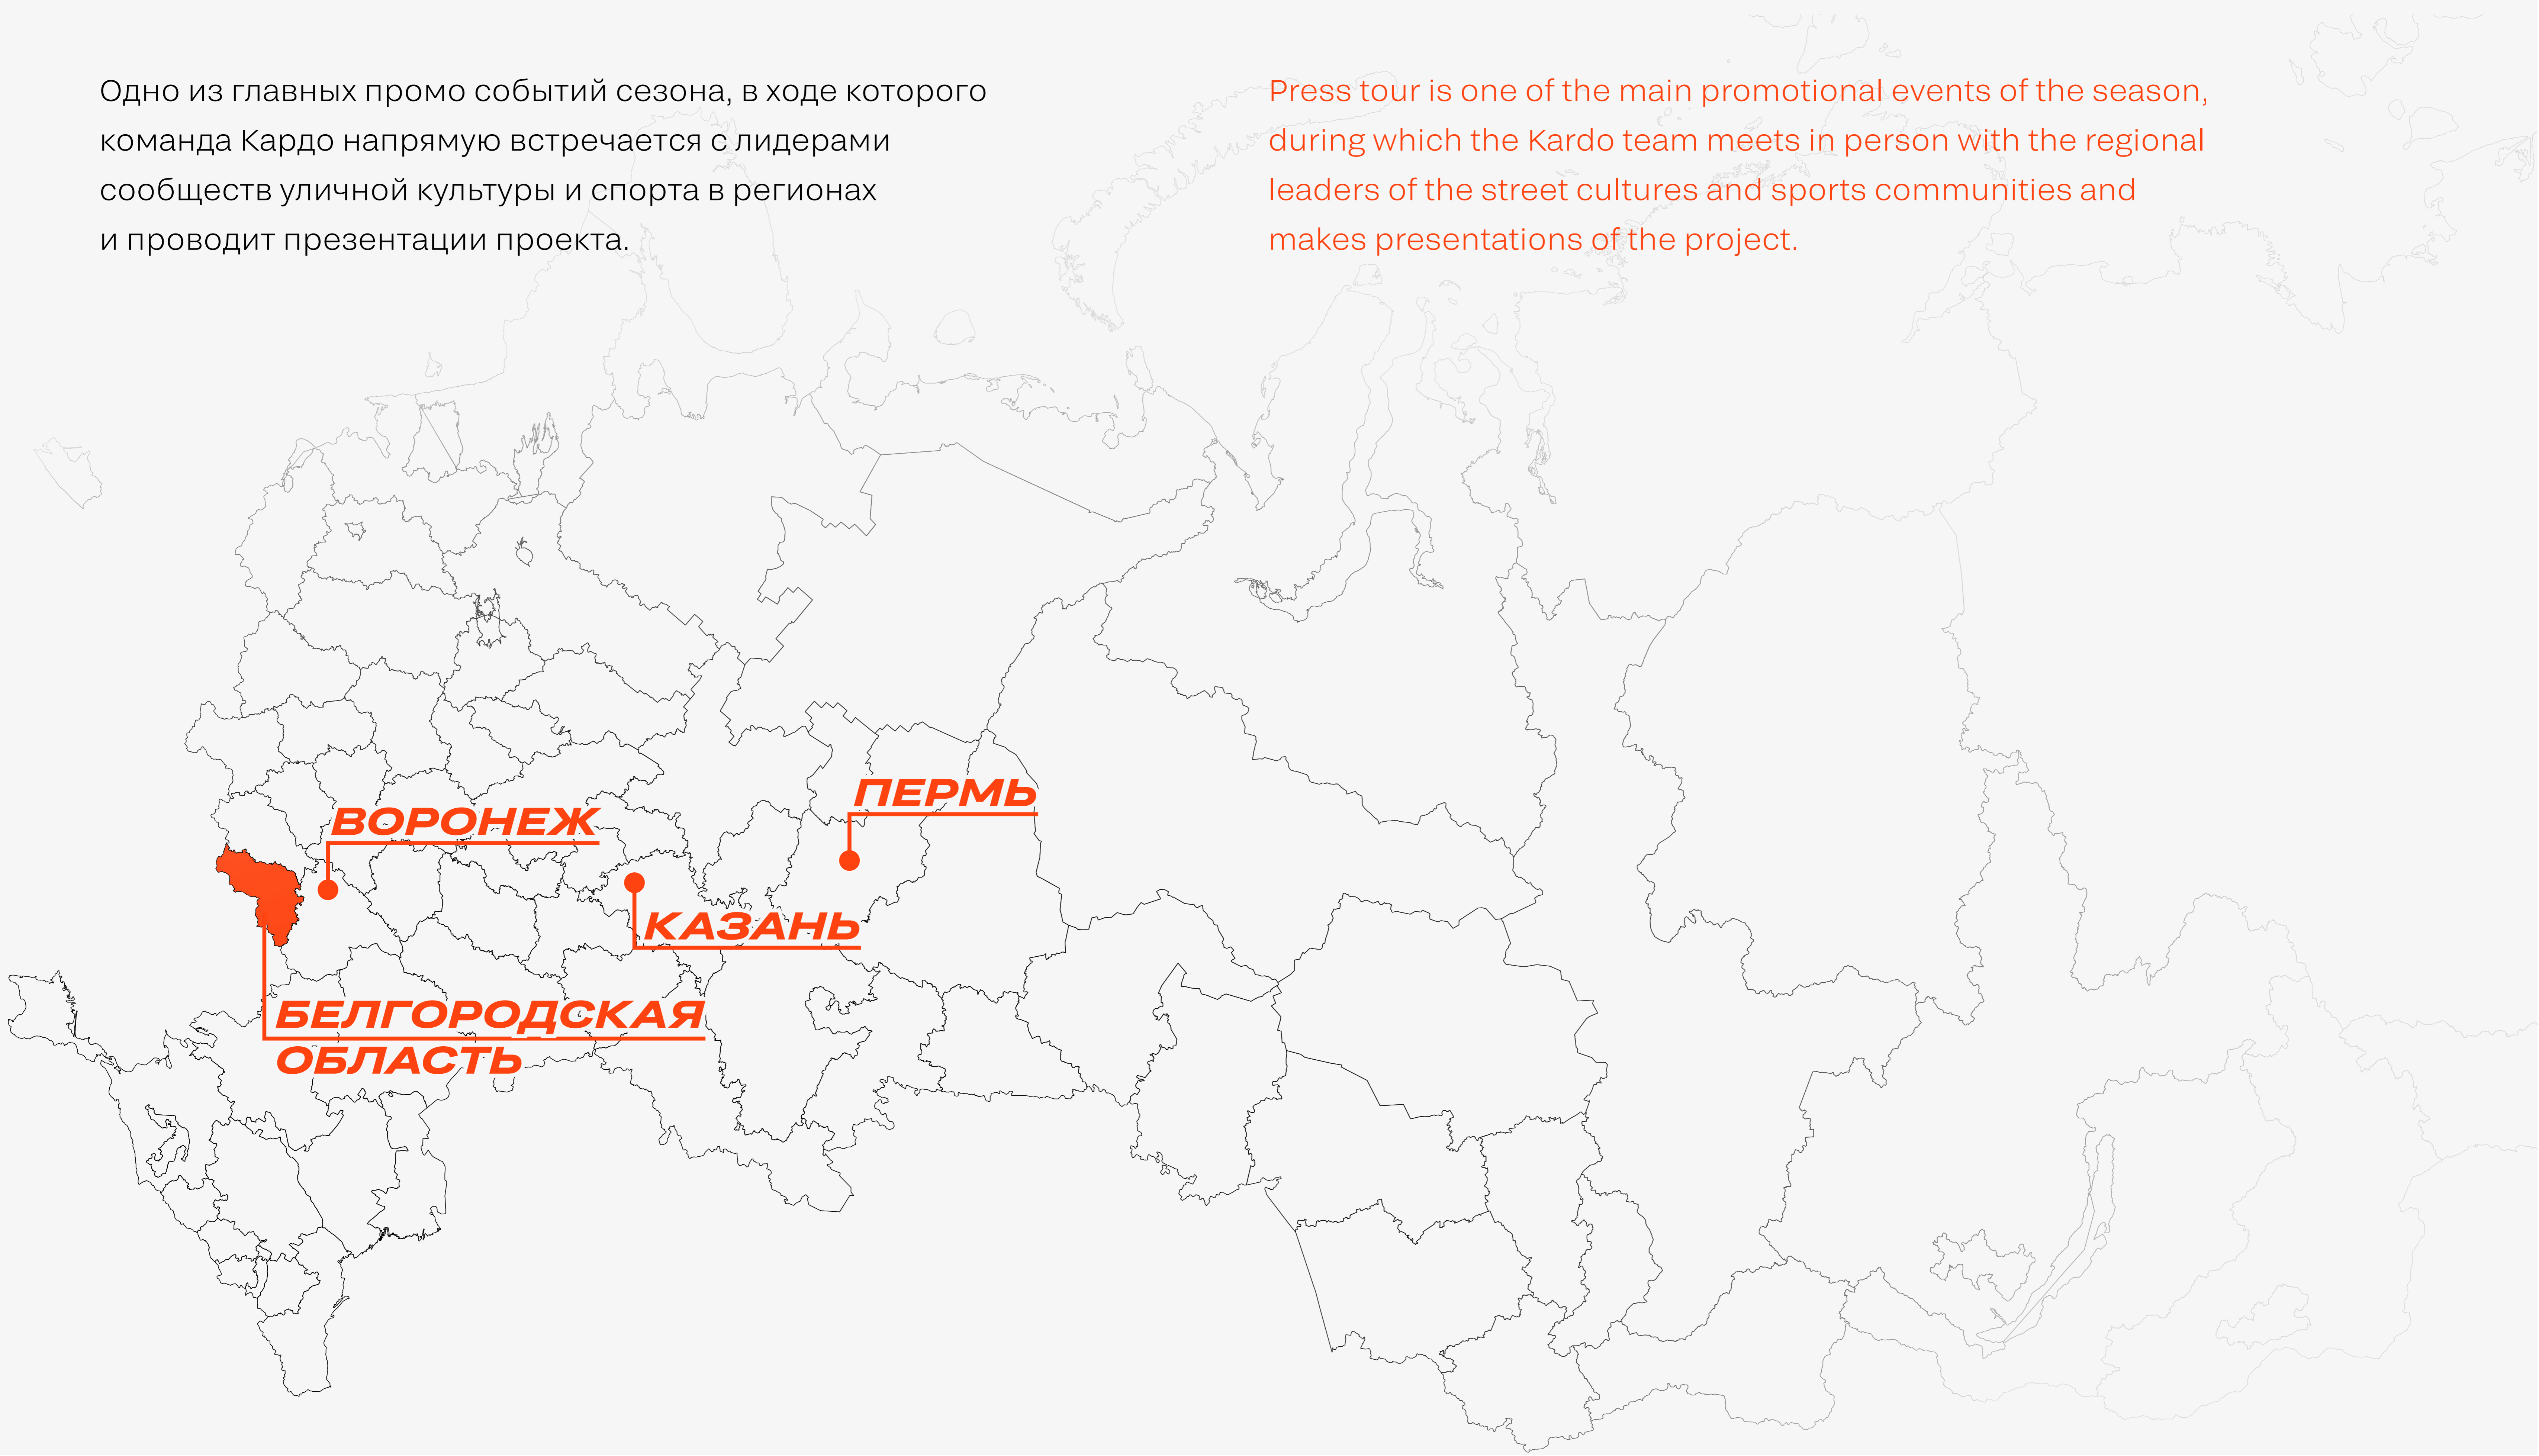 Одно из главных промо событий сезона, в ходе которого
команда Кардо напрямую встречается с лидерами
сообществ уличной культуры и спорта в регионах
и проводит презентации проекта.
Press tour is one of the main promotional events of the season,
during which the Kardo team meets in person with the regional
leaders of the street cultures and sports communities and
makes presentations of the project.
ПЕРМЬ
ВОРОНЕЖ
КАЗАНЬ
БЕЛГОРОДСКАЯ
ОБЛАСТЬ